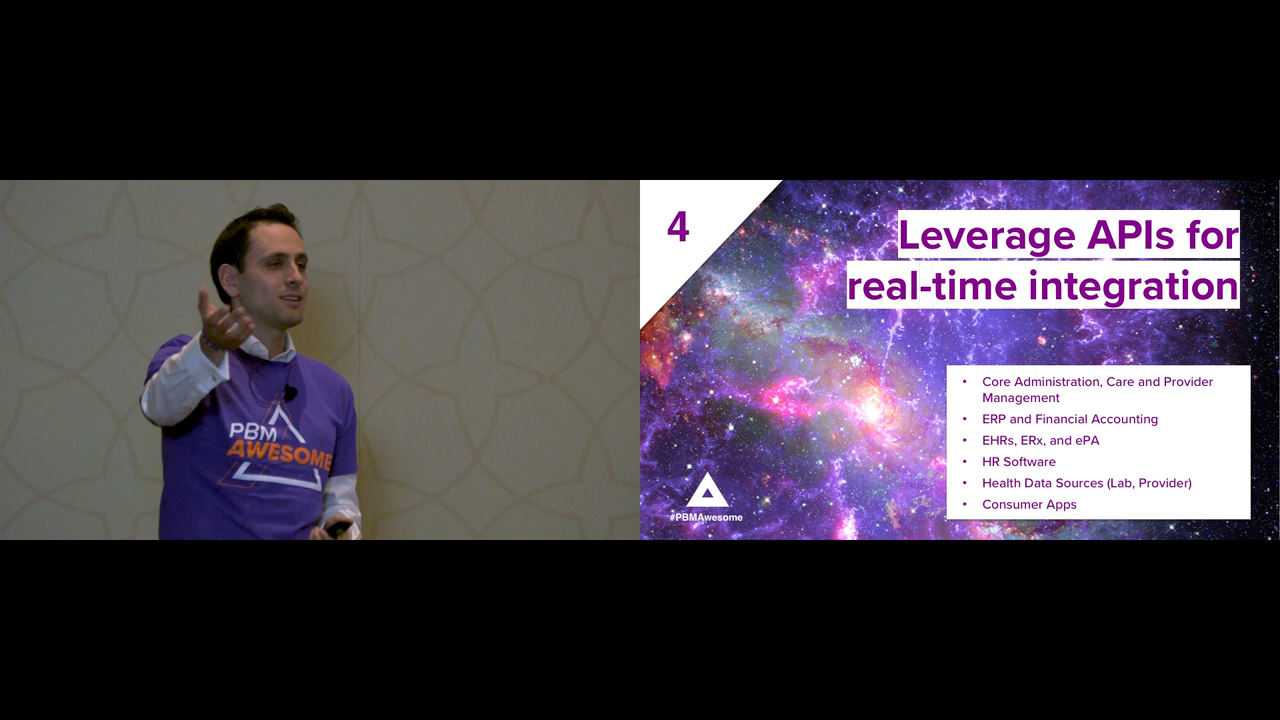 PBM
AWESOME
4
Leverage APIs for
real-time integration
• Core Administration, Care and Provider
Management
• ERP and Financial Accounting
• EHRs, ERx, and ePA
• HR Software
• Health Data Sources (Lab, Provider)
• Consumer Apps
#PBMAwesome